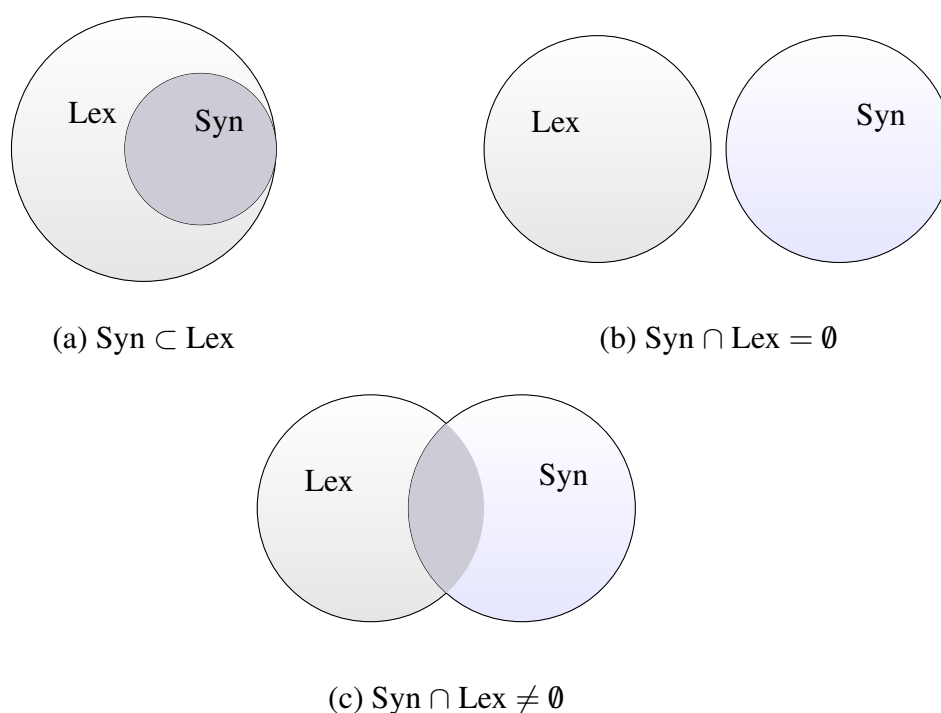 Lex
Syn
Lex
Syn
(a) Syn ⊂ Lex
(b) Syn ∩ Lex = ∅
Lex
Syn
(c) Syn ∩ Lex ≠ ∅